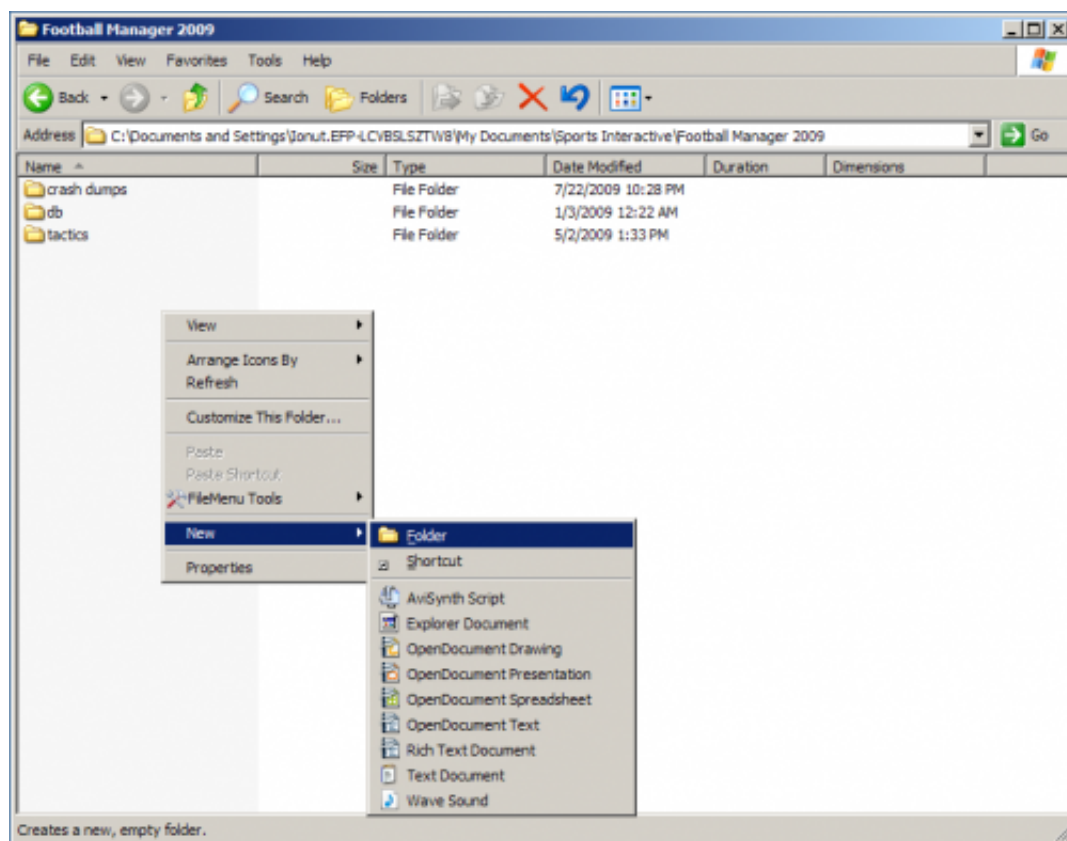 Football Manager 2009
File Edit View Favorites Tools Help
Back Search Folders
Address C:\Documents and Settings\Ionut.EFP-LCVBSLSZTW8\My Documents\Sports Interactive\Football Manager 2009 Go
Name Size Type Date Modified Duration Dimensions
crash dumps File Folder 7/22/2009 10:28 PM
db File Folder 1/3/2009 12:22 AM
tactics File Folder 5/2/2009 1:33 PM
View
Arrange Icons By
Refresh
Customize This Folder...
Paste
Paste Shortcut
FileMenu Tools
New
Properties
Folder
Shortcut
AviSynth Script
Explorer Document
OpenDocument Drawing
OpenDocument Presentation
OpenDocument Spreadsheet
OpenDocument Text
Rich Text Document
Text Document
Wave Sound
Creates a new, empty folder.